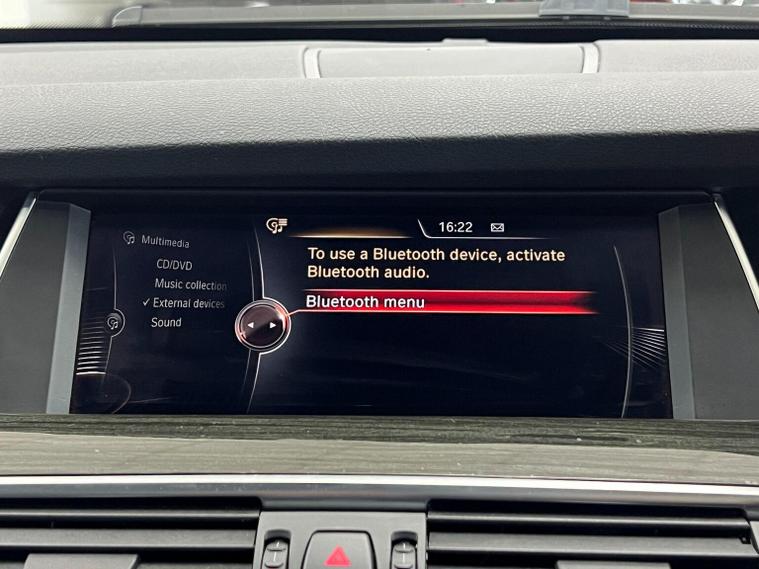 Multimedia
CD/DVD
Music collection
✓ External devices
Sound
16:22
To use a Bluetooth device, activate
Bluetooth audio.
Bluetooth menu